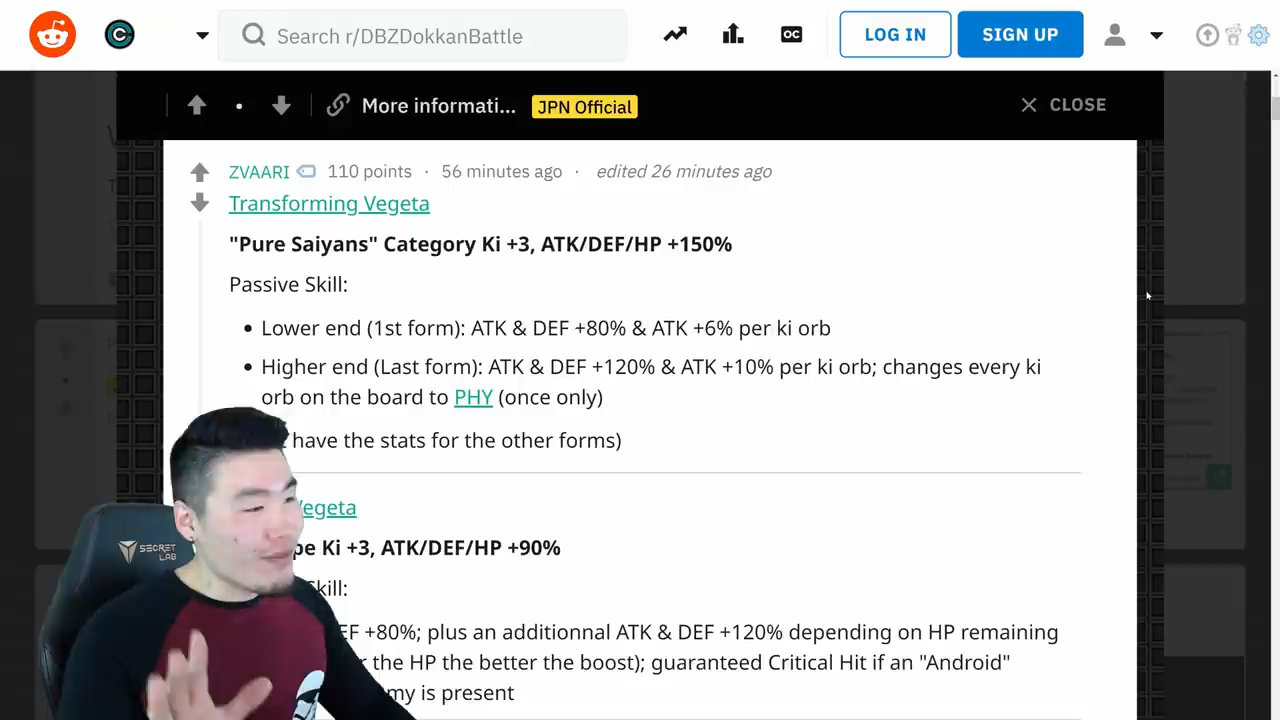 Search r/DBZDokkanBattle
OC
LOG IN
SIGN UP
More informati... JPN Official
CLOSE
ZVAARI 110 points · 56 minutes ago · edited 26 minutes ago
Transforming Vegeta
"Pure Saiyans" Category Ki +3, ATK/DEF/HP +150%
Passive Skill:
• Lower end (1st form): ATK & DEF +80% & ATK +6% per ki orb
• Higher end (Last form): ATK & DEF +120% & ATK +10% per ki orb; changes every ki
orb on the board to PHY (once only)
have the stats for the other forms)
Vegeta
pe Ki +3, ATK/DEF/HP +90%
Skill:
EF +80%; plus an additionnal ATK & DEF +120% depending on HP remaining
the HP the better the boost); guaranteed Critical Hit if an "Android"
my is present
SECRET
LAB